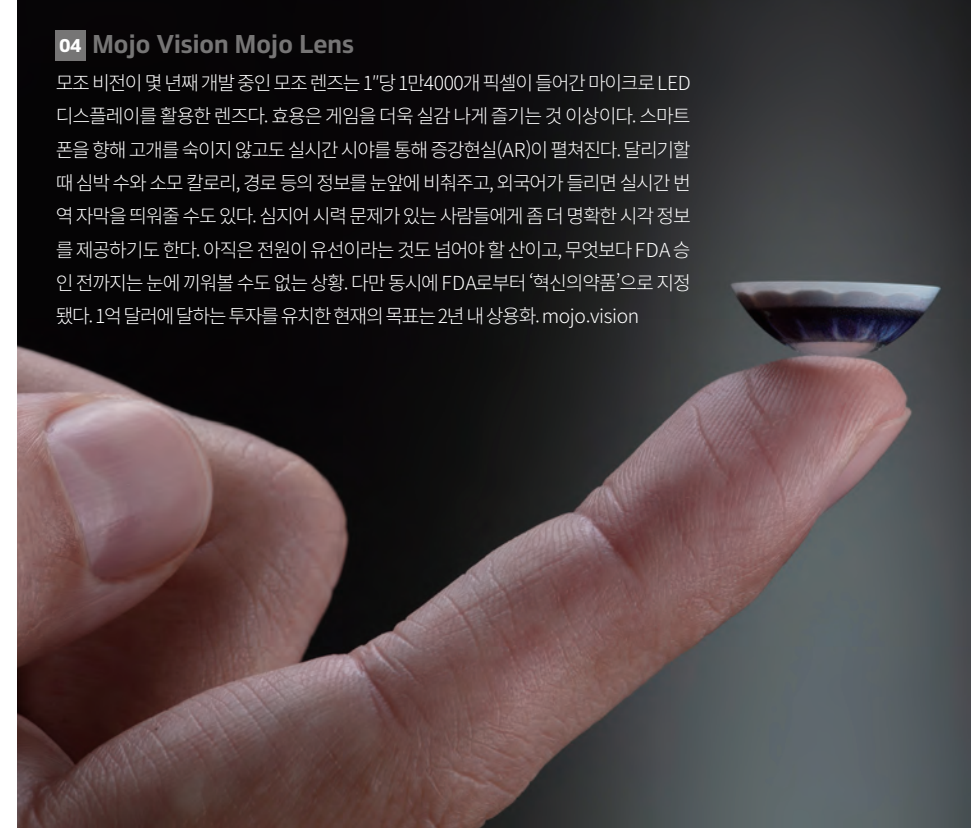 04 Mojo Vision Mojo Lens
모조 비전이 몇 년째 개발 중인 모조 렌즈는 1"당 1만4000개 픽셀이 들어간 마이크로 LED
디스플레이를 활용한 렌즈다. 효용은 게임을 더욱 실감 나게 즐기는 것 이상이다. 스마트
폰을 향해 고개를 숙이지 않고도 실시간 시야를 통해 증강현실(AR)이 펼쳐진다. 달리기할
때 심박 수와 소모 칼로리, 경로 등의 정보를 눈앞에 비춰주고, 외국어가 들리면 실시간 번
역 자막을 띄워줄 수도 있다. 심지어 시력 문제가 있는 사람들에게 좀 더 명확한 시각 정보
를 제공하기도 한다. 아직은 전원이 유선이라는 것도 넘어야 할 산이고, 무엇보다 FDA 승
인 전까지는 눈에 끼워볼 수도 없는 상황. 다만 동시에 FDA로부터 ‘혁신의약품’으로 지정
됐다. 1억 달러에 달하는 투자를 유치한 현재의 목표는 2년 내 상용화. mojo.vision